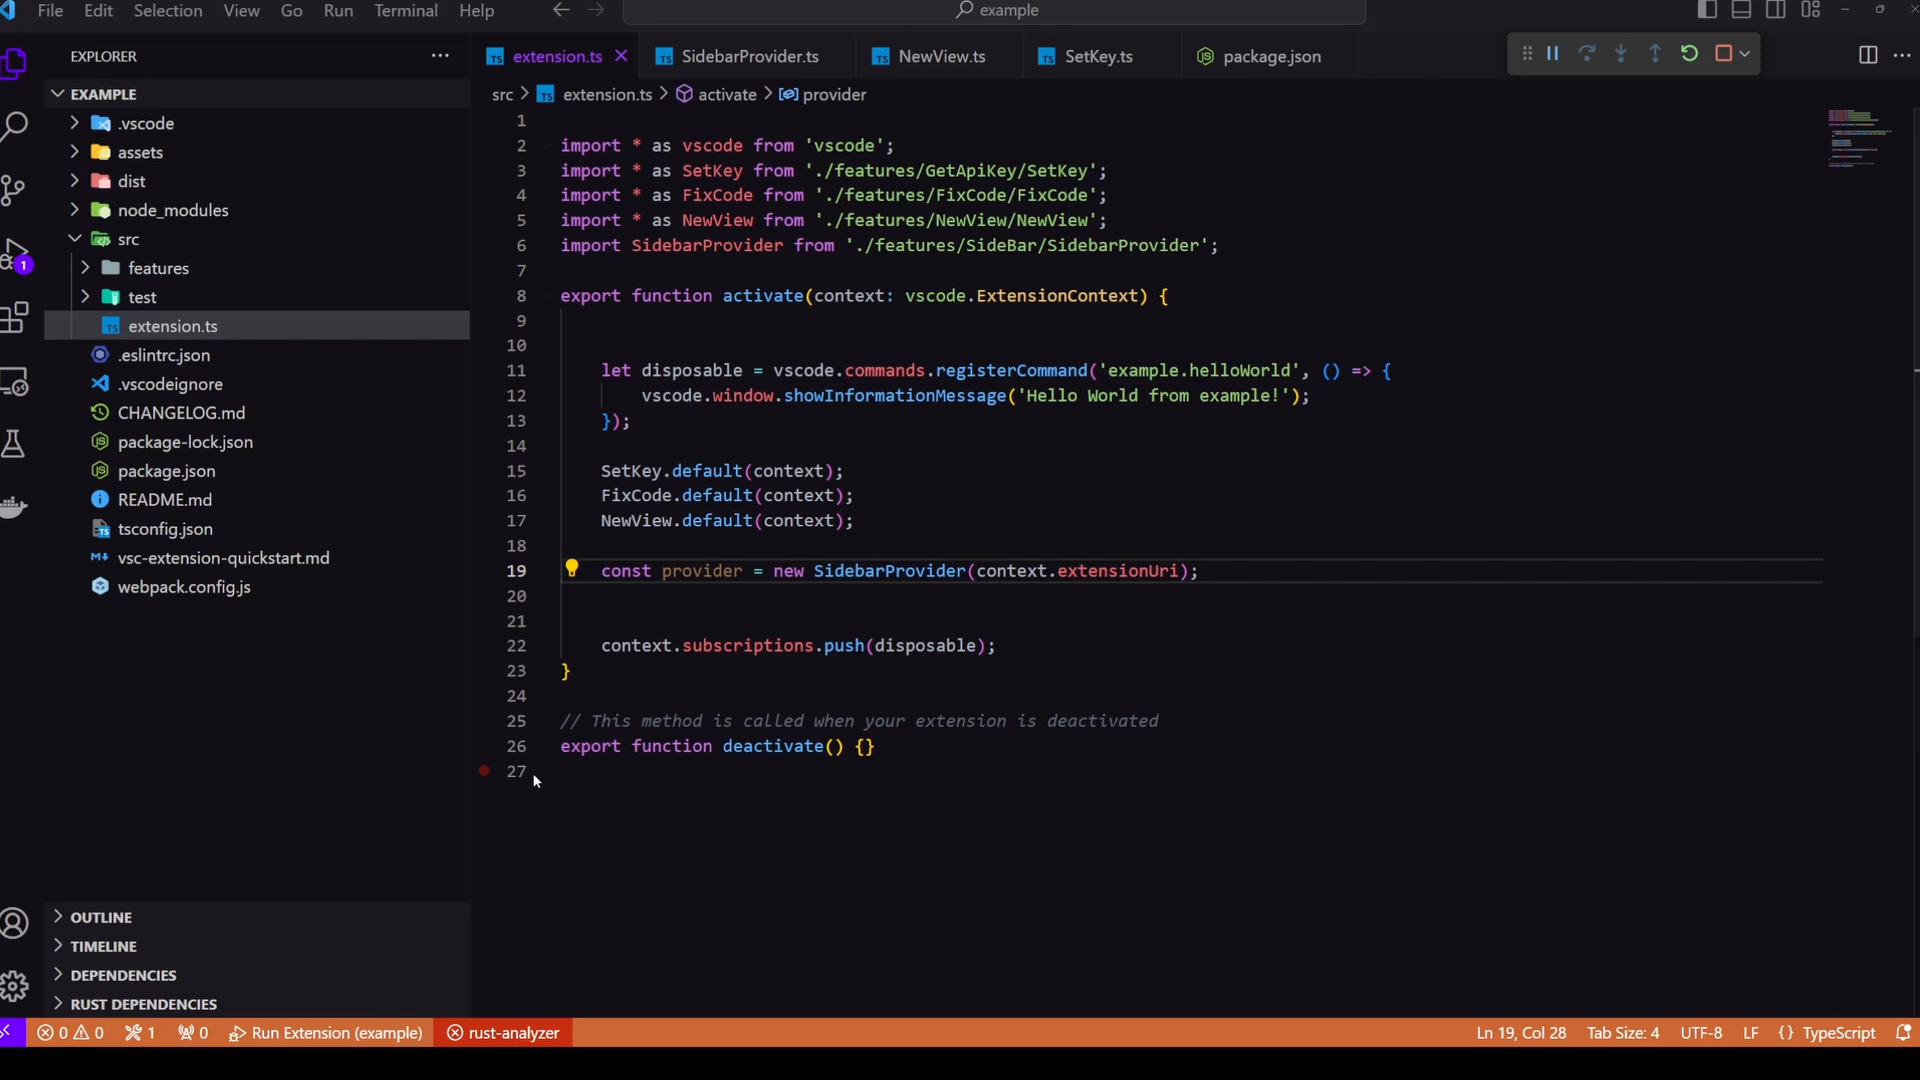 File Edit Selection View Go Run Terminal Help example
EXPLORER
extension.ts SidebarProvider.ts NewView.ts SetKey.ts package.json
src > extension.ts > activate > provider
EXAMPLE
.vscode
assets
dist
node_modules
src
features
test
extension.ts
.eslintrc.json
.vscodeignore
CHANGELOG.md
package-lock.json
package.json
README.md
tsconfig.json
vsc-extension-quickstart.md
webpack.config.js
OUTLINE
TIMELINE
DEPENDENCIES
RUST DEPENDENCIES
1
1
2 import * as vscode from 'vscode';
3 import * as SetKey from './features/GetApiKey/SetKey';
4 import * as FixCode from './features/FixCode/FixCode';
5 import * as NewView from './features/NewView/NewView';
6 import SidebarProvider from './features/SideBar/SidebarProvider';
7
8 export function activate(context: vscode.ExtensionContext) {
9
10
11 let disposable = vscode.commands.registerCommand('example.helloWorld', () => {
12 vscode.window.showInformationMessage('Hello World from example!');
13 });
14
15 SetKey.default(context);
16 FixCode.default(context);
17 NewView.default(context);
18
19 const provider = new SidebarProvider(context.extensionUri);
20
21
22 context.subscriptions.push(disposable);
23 }
24
25 // This method is called when your extension is deactivated
26 export function deactivate() {}
27
0 0 1 0 Run Extension (example) rust-analyzer Ln 19, Col 28 Tab Size: 4 UTF-8 LF {} TypeScript